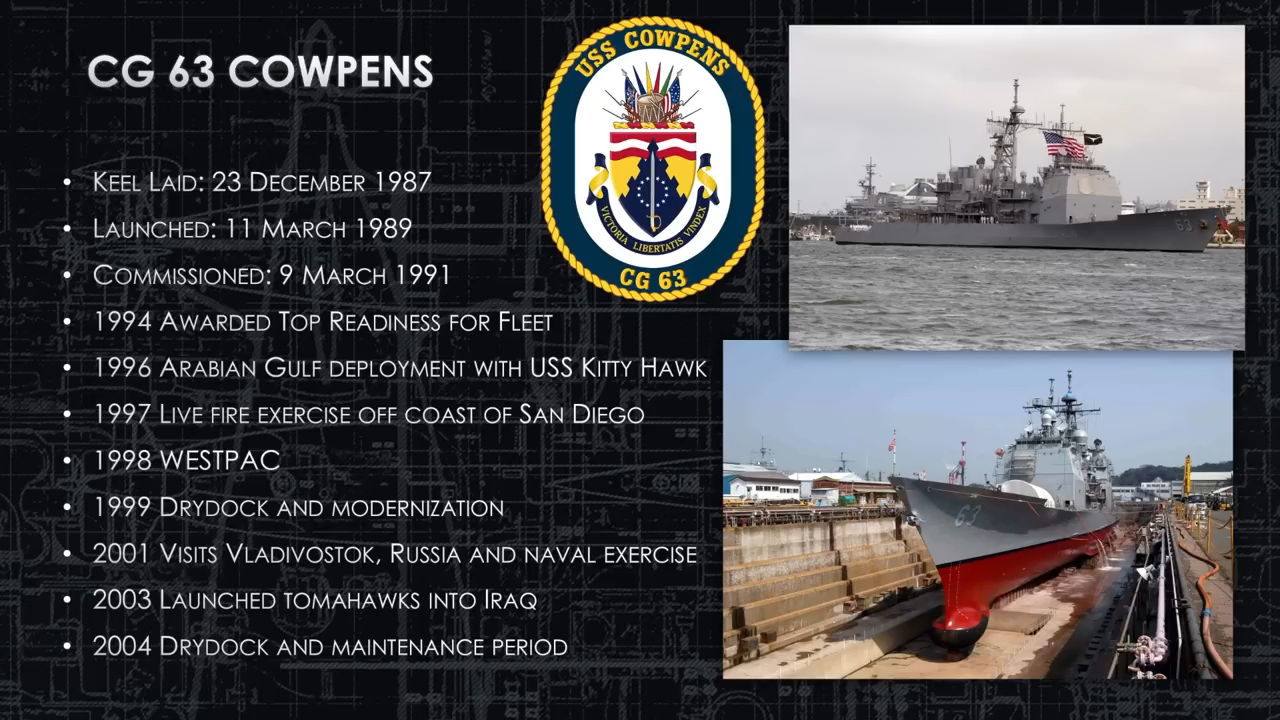 CG 63 COWPENS
• KEEL LAID: 23 DECEMBER 1987
• LAUNCHED: 11 MARCH 1989
• COMMISSIONED: 9 MARCH 1991
• 1994 AWARDED TOP READINESS FOR FLEET
• 1996 ARABIAN GULF DEPLOYMENT WITH USS KITTY HAWK
• 1997 LIVE FIRE EXERCISE OFF COAST OF SAN DIEGO
• 1998 WESTPAC
• 1999 DRYDOCK AND MODERNIZATION
• 2001 VISITS VLADIVOSTOK, RUSSIA AND NAVAL EXERCISE
• 2003 LAUNCHED TOMAHAWKS INTO IRAQ
• 2004 DRYDOCK AND MAINTENANCE PERIOD
USS COWPENS
VICTORIA LIBERTATIS VINDEX
CG 63
63
63